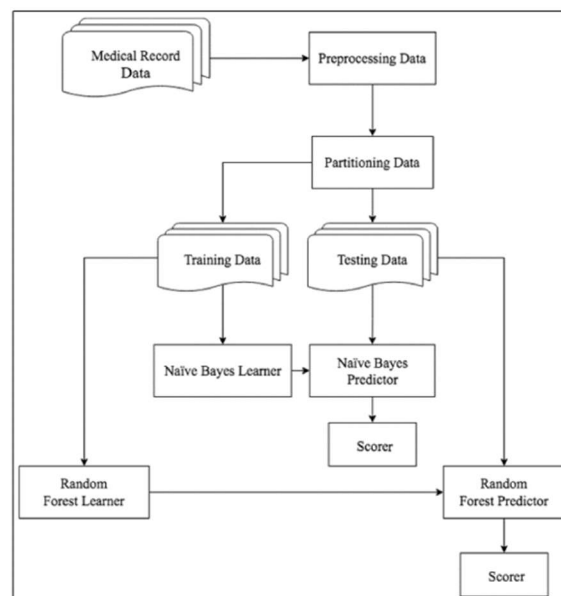 Medical Record
Data
Preprocessing Data
Partitioning Data
Training Data
Testing Data
Naïve Bayes Learner
Naïve Bayes
Predictor
Scorer
Random
Forest Learner
Random
Forest Predictor
Scorer